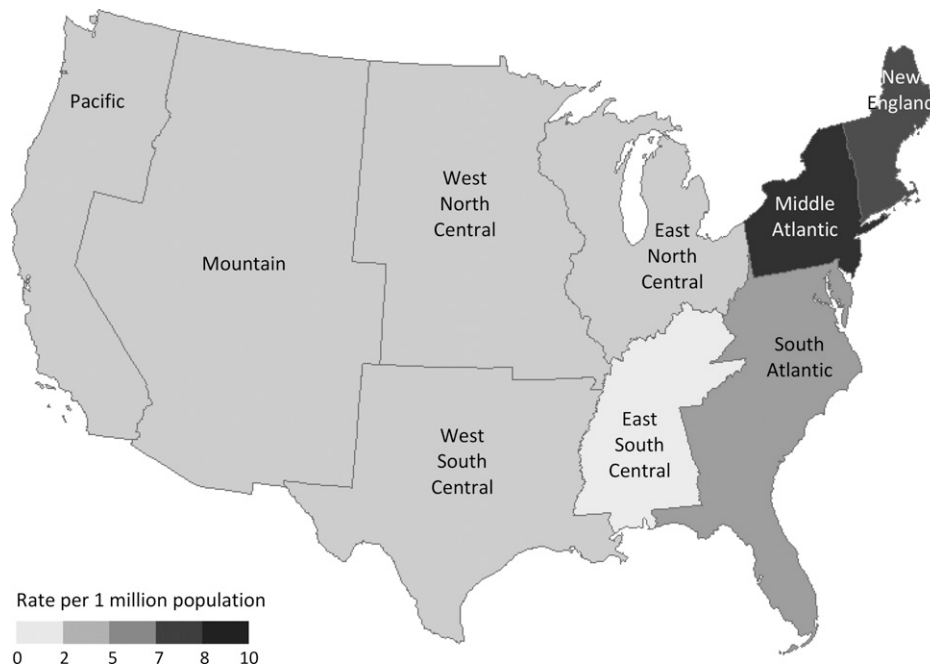 Pacific
Mountain
West
North
Central
East
North
Central
New
England
Middle
Atlantic
South
Atlantic
West
South
Central
East
South
Central
Rate per 1 million population
0 2 5 7 8 10